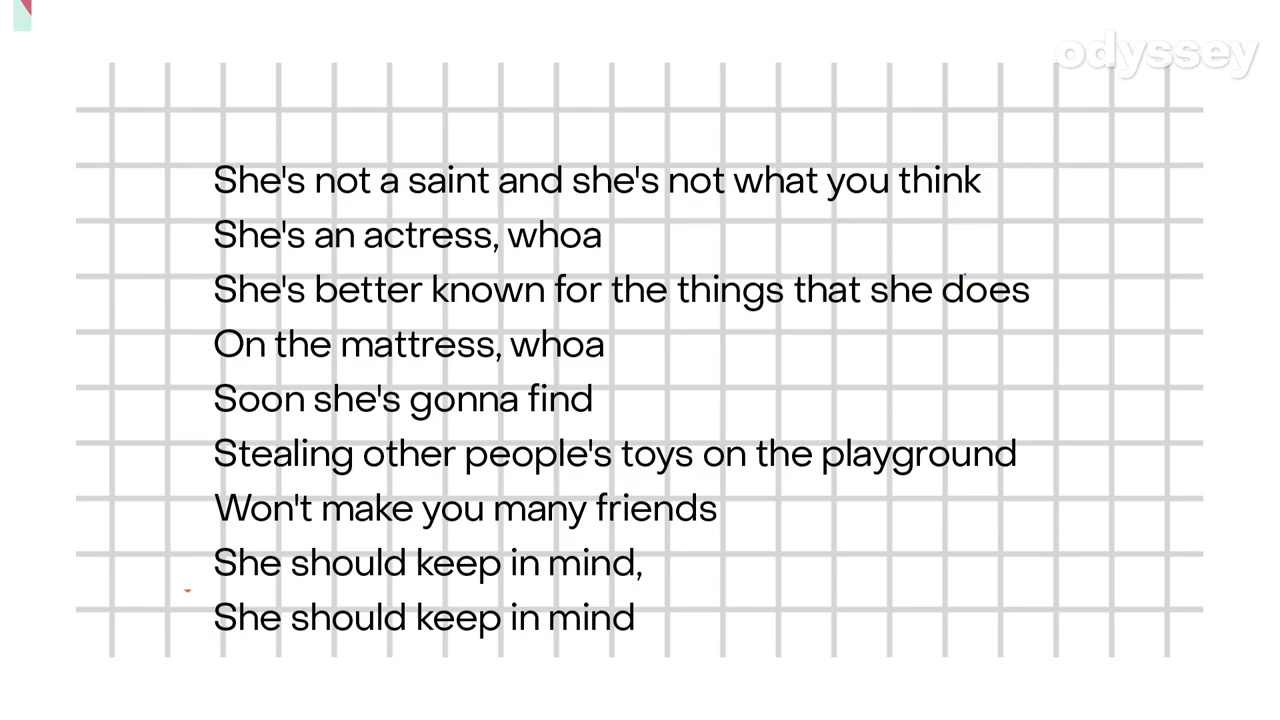 odyssey
She's not a saint and she's not what you think
She's an actress, whoa
She's better known for the things that she does
On the mattress, whoa
Soon she's gonna find
Stealing other people's toys on the playground
Won't make you many friends
She should keep in mind,
She should keep in mind